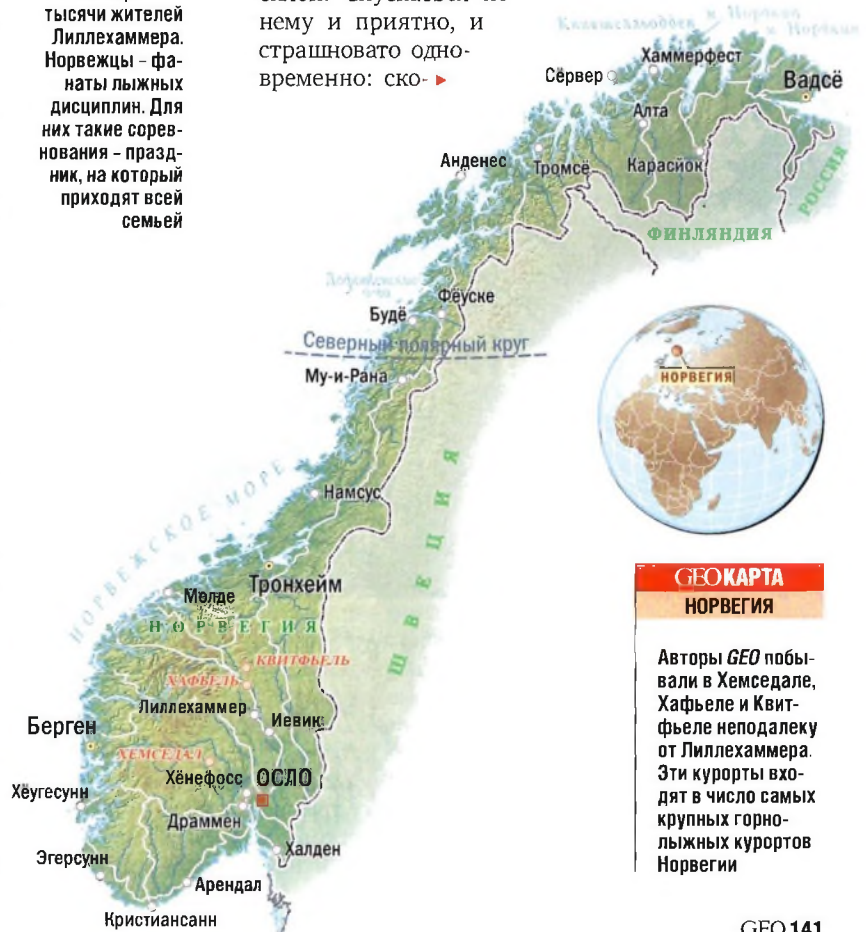 тысячи жителей
Лиллехаммера.
Норвежцы – фа-
наты лыжных
дисциплин. Для
них такие сорев-
нования – празд-
ник, на который
приходят всей
семьей
нему и приятно, и
страшновато одно-
временно: ско- ►
и Нордкин
Хаммерфест
Сёрвер
Вадсё
Алта
Анденес
Тромсё
Карасйок
РОССИЯ
ФИНЛЯНДИЯ
Фёуске
Будё
Северный полярный круг
Му-и-Рана
НОРВЕГИЯ
ШВЕЦИЯ
Намсус
НОРВЕЖСКОЕ МОРЕ
Тронхейм
Молде
НОРВЕГИЯ
КВИТФЬЕЛЬ
ХАФЬЕЛЬ
Лиллехаммер
Иевик
Берген
ХЕМСЕДАЛ
Хёнефосс
ОСЛО
Хёугесунн
Драммен
Халден
Эгерсунн
Арендал
Кристиансанн
GEOКАРТА
НОРВЕГИЯ
Авторы GEO побы-
вали в Хемседале,
Хафьеле и Квит-
фьеле неподалеку
от Лиллехаммера.
Эти курорты вхо-
дят в число самых
крупных горно-
лыжных курортов
Норвегии
GEO 141